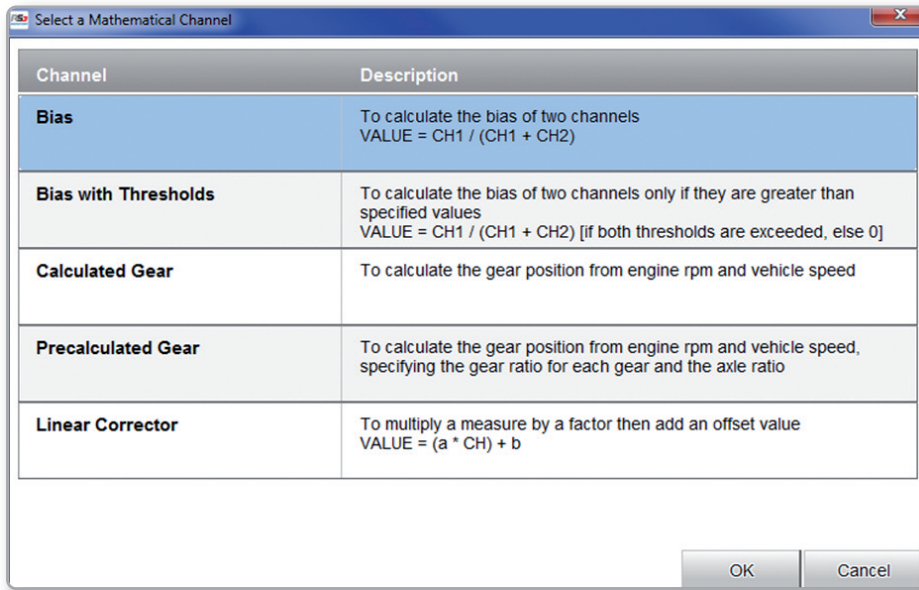 RS3 Select a Mathematical Channel
Channel Description
Bias To calculate the bias of two channels
VALUE = CH1 / (CH1 + CH2)
Bias with Thresholds To calculate the bias of two channels only if they are greater than
specified values
VALUE = CH1 / (CH1 + CH2) [if both thresholds are exceeded, else 0]
Calculated Gear To calculate the gear position from engine rpm and vehicle speed
Precalculated Gear To calculate the gear position from engine rpm and vehicle speed,
specifying the gear ratio for each gear and the axle ratio
Linear Corrector To multiply a measure by a factor then add an offset value
VALUE = (a * CH) + b
OK Cancel